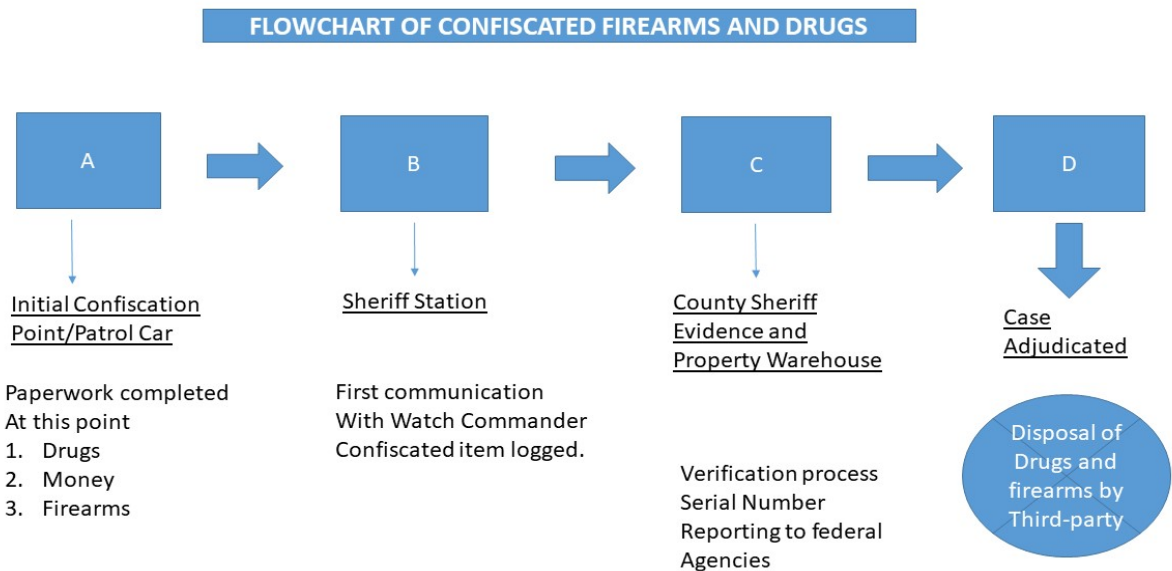 FLOWCHART OF CONFISCATED FIREARMS AND DRUGS
A
B
C
D
Initial Confiscation
Point/Patrol Car
Paperwork completed
At this point
1. Drugs
2. Money
3. Firearms
Sheriff Station
First communication
With Watch Commander
Confiscated item logged.
County Sheriff
Evidence and
Property Warehouse
Verification process
Serial Number
Reporting to federal
Agencies
Case
Adjudicated
Disposal of
Drugs and
firearms by
Third-party